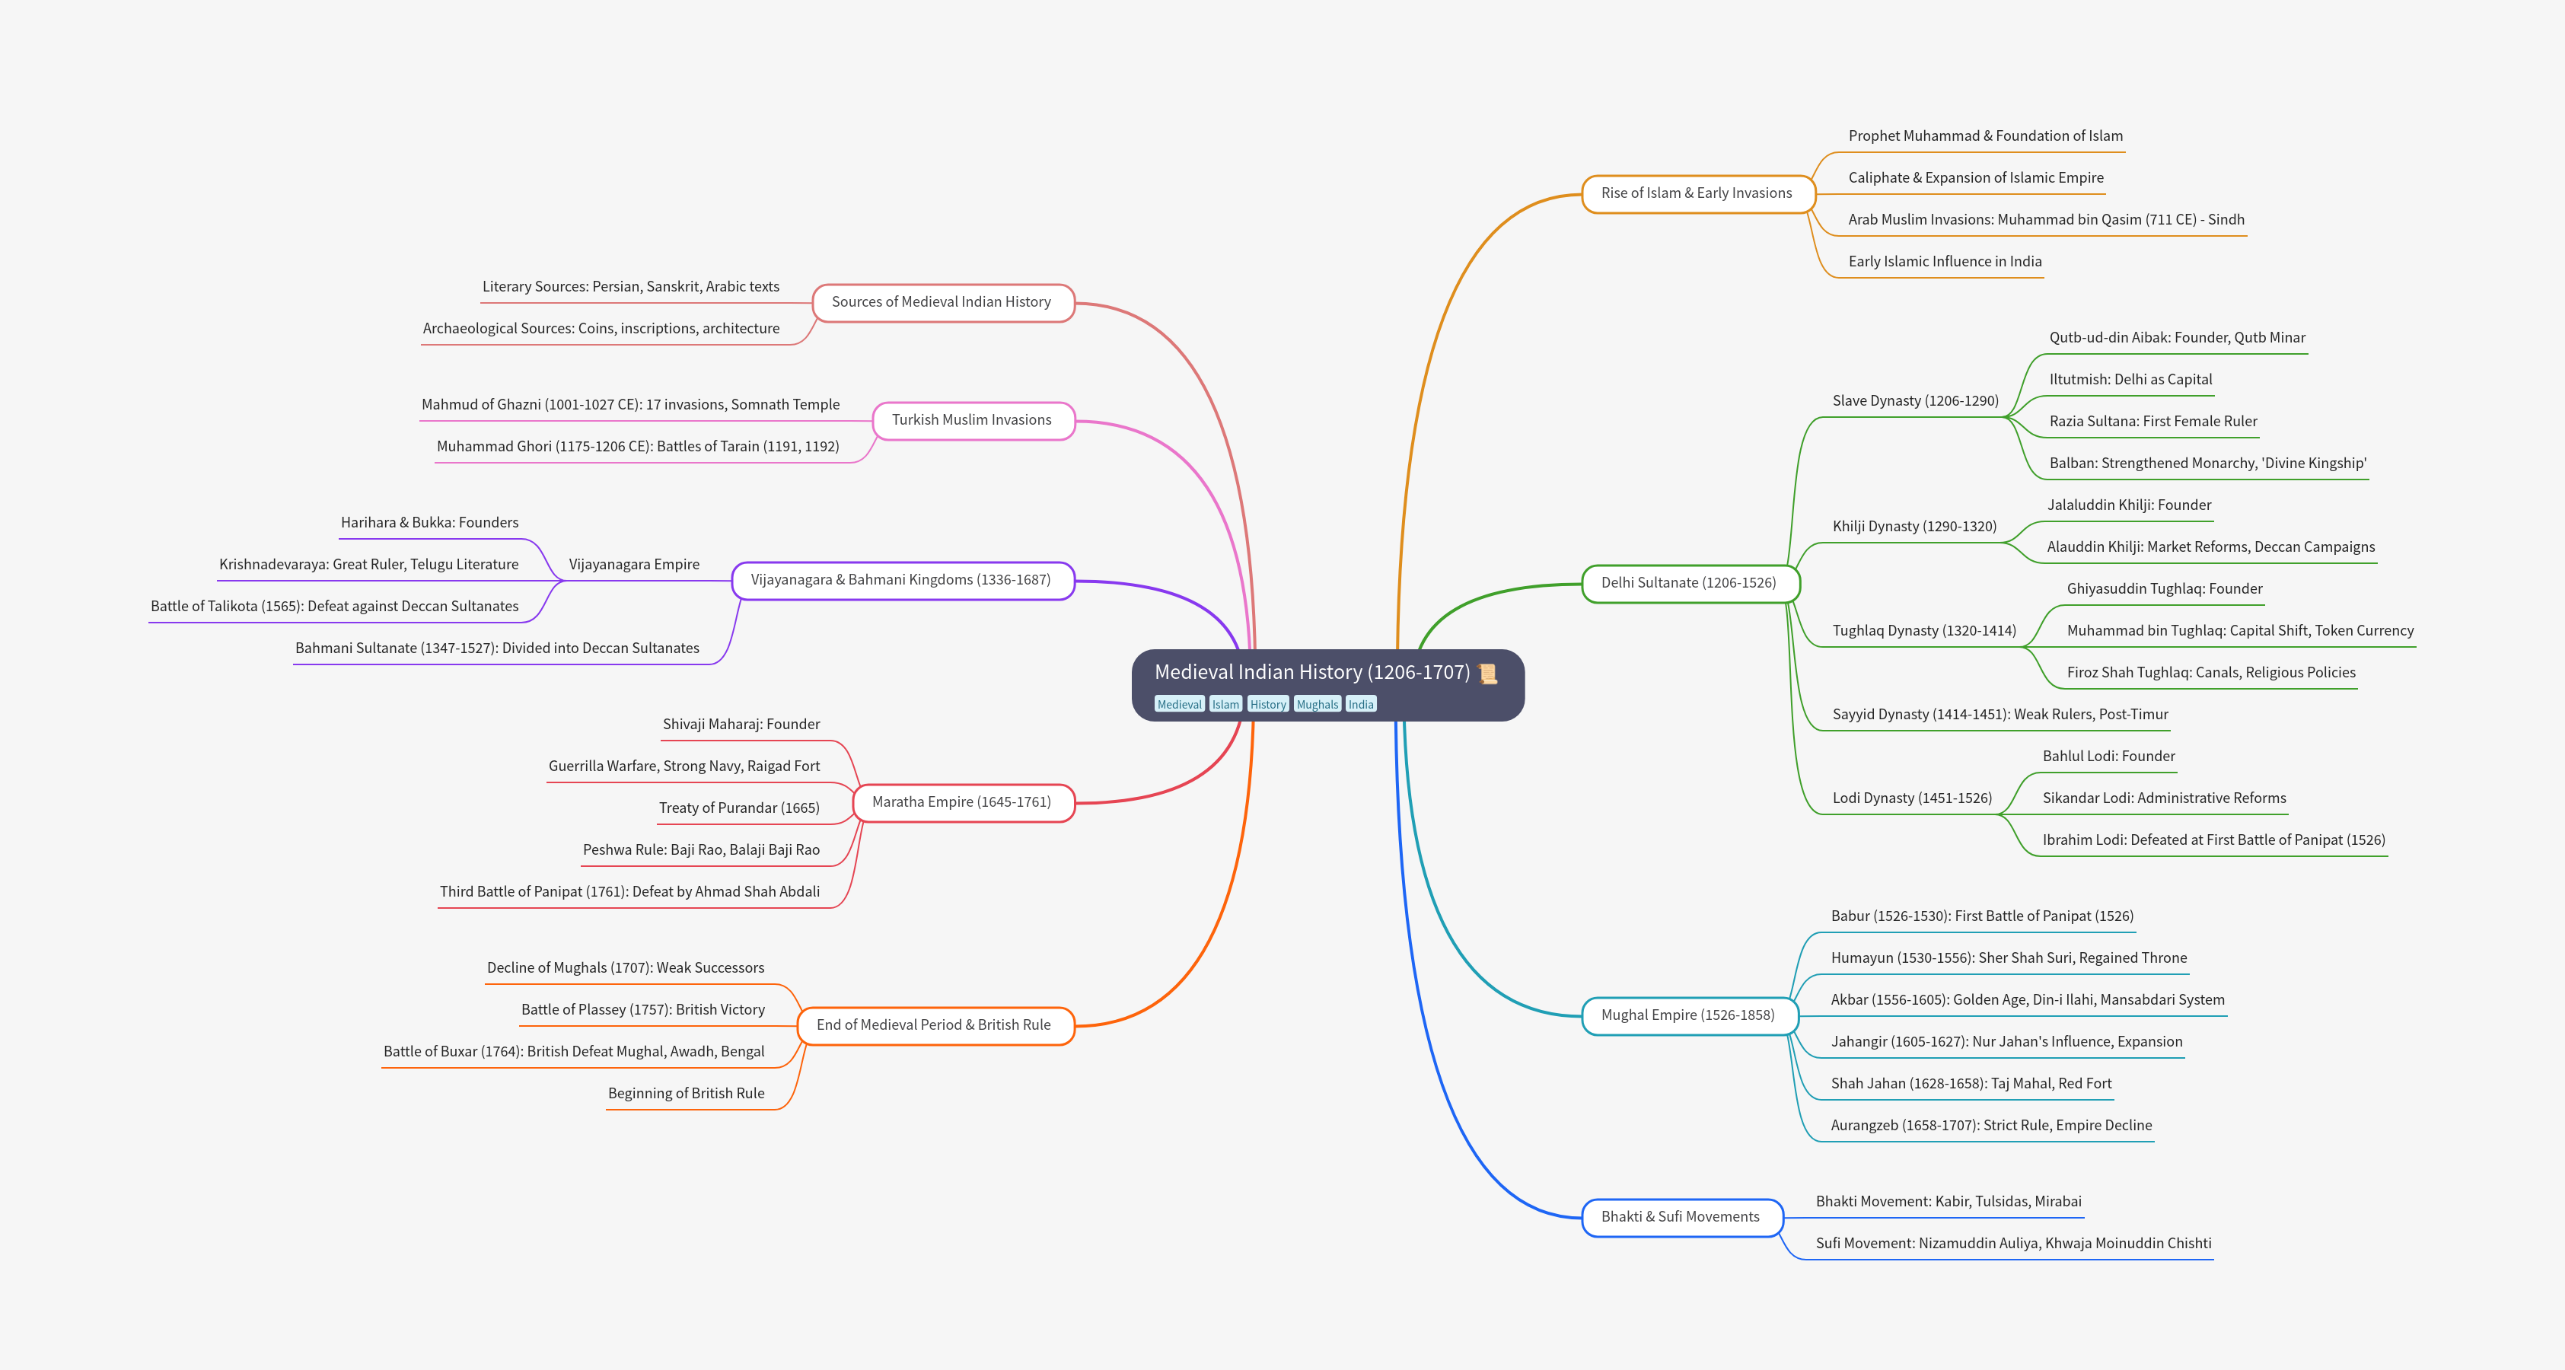 Medieval Indian History (1206-1707) 📜
Medieval Islam History Mughals India
Rise of Islam & Early Invasions
Prophet Muhammad & Foundation of Islam
Caliphate & Expansion of Islamic Empire
Arab Muslim Invasions: Muhammad bin Qasim (711 CE) - Sindh
Early Islamic Influence in India
Delhi Sultanate (1206-1526)
Slave Dynasty (1206-1290)
Qutb-ud-din Aibak: Founder, Qutb Minar
Iltutmish: Delhi as Capital
Razia Sultana: First Female Ruler
Balban: Strengthened Monarchy, 'Divine Kingship'
Khilji Dynasty (1290-1320)
Jalaluddin Khilji: Founder
Alauddin Khilji: Market Reforms, Deccan Campaigns
Tughlaq Dynasty (1320-1414)
Ghiyasuddin Tughlaq: Founder
Muhammad bin Tughlaq: Capital Shift, Token Currency
Firoz Shah Tughlaq: Canals, Religious Policies
Sayyid Dynasty (1414-1451): Weak Rulers, Post-Timur
Lodi Dynasty (1451-1526)
Bahlul Lodi: Founder
Sikandar Lodi: Administrative Reforms
Ibrahim Lodi: Defeated at First Battle of Panipat (1526)
Mughal Empire (1526-1858)
Babur (1526-1530): First Battle of Panipat (1526)
Humayun (1530-1556): Sher Shah Suri, Regained Throne
Akbar (1556-1605): Golden Age, Din-i Ilahi, Mansabdari System
Jahangir (1605-1627): Nur Jahan's Influence, Expansion
Shah Jahan (1628-1658): Taj Mahal, Red Fort
Aurangzeb (1658-1707): Strict Rule, Empire Decline
Bhakti & Sufi Movements
Bhakti Movement: Kabir, Tulsidas, Mirabai
Sufi Movement: Nizamuddin Auliya, Khwaja Moinuddin Chishti
Sources of Medieval Indian History
Literary Sources: Persian, Sanskrit, Arabic texts
Archaeological Sources: Coins, inscriptions, architecture
Turkish Muslim Invasions
Mahmud of Ghazni (1001-1027 CE): 17 invasions, Somnath Temple
Muhammad Ghori (1175-1206 CE): Battles of Tarain (1191, 1192)
Vijayanagara & Bahmani Kingdoms (1336-1687)
Vijayanagara Empire
Harihara & Bukka: Founders
Krishnadevaraya: Great Ruler, Telugu Literature
Battle of Talikota (1565): Defeat against Deccan Sultanates
Bahmani Sultanate (1347-1527): Divided into Deccan Sultanates
Maratha Empire (1645-1761)
Shivaji Maharaj: Founder
Guerrilla Warfare, Strong Navy, Raigad Fort
Treaty of Purandar (1665)
Peshwa Rule: Baji Rao, Balaji Baji Rao
Third Battle of Panipat (1761): Defeat by Ahmad Shah Abdali
End of Medieval Period & British Rule
Decline of Mughals (1707): Weak Successors
Battle of Plassey (1757): British Victory
Battle of Buxar (1764): British Defeat Mughal, Awadh, Bengal
Beginning of British Rule